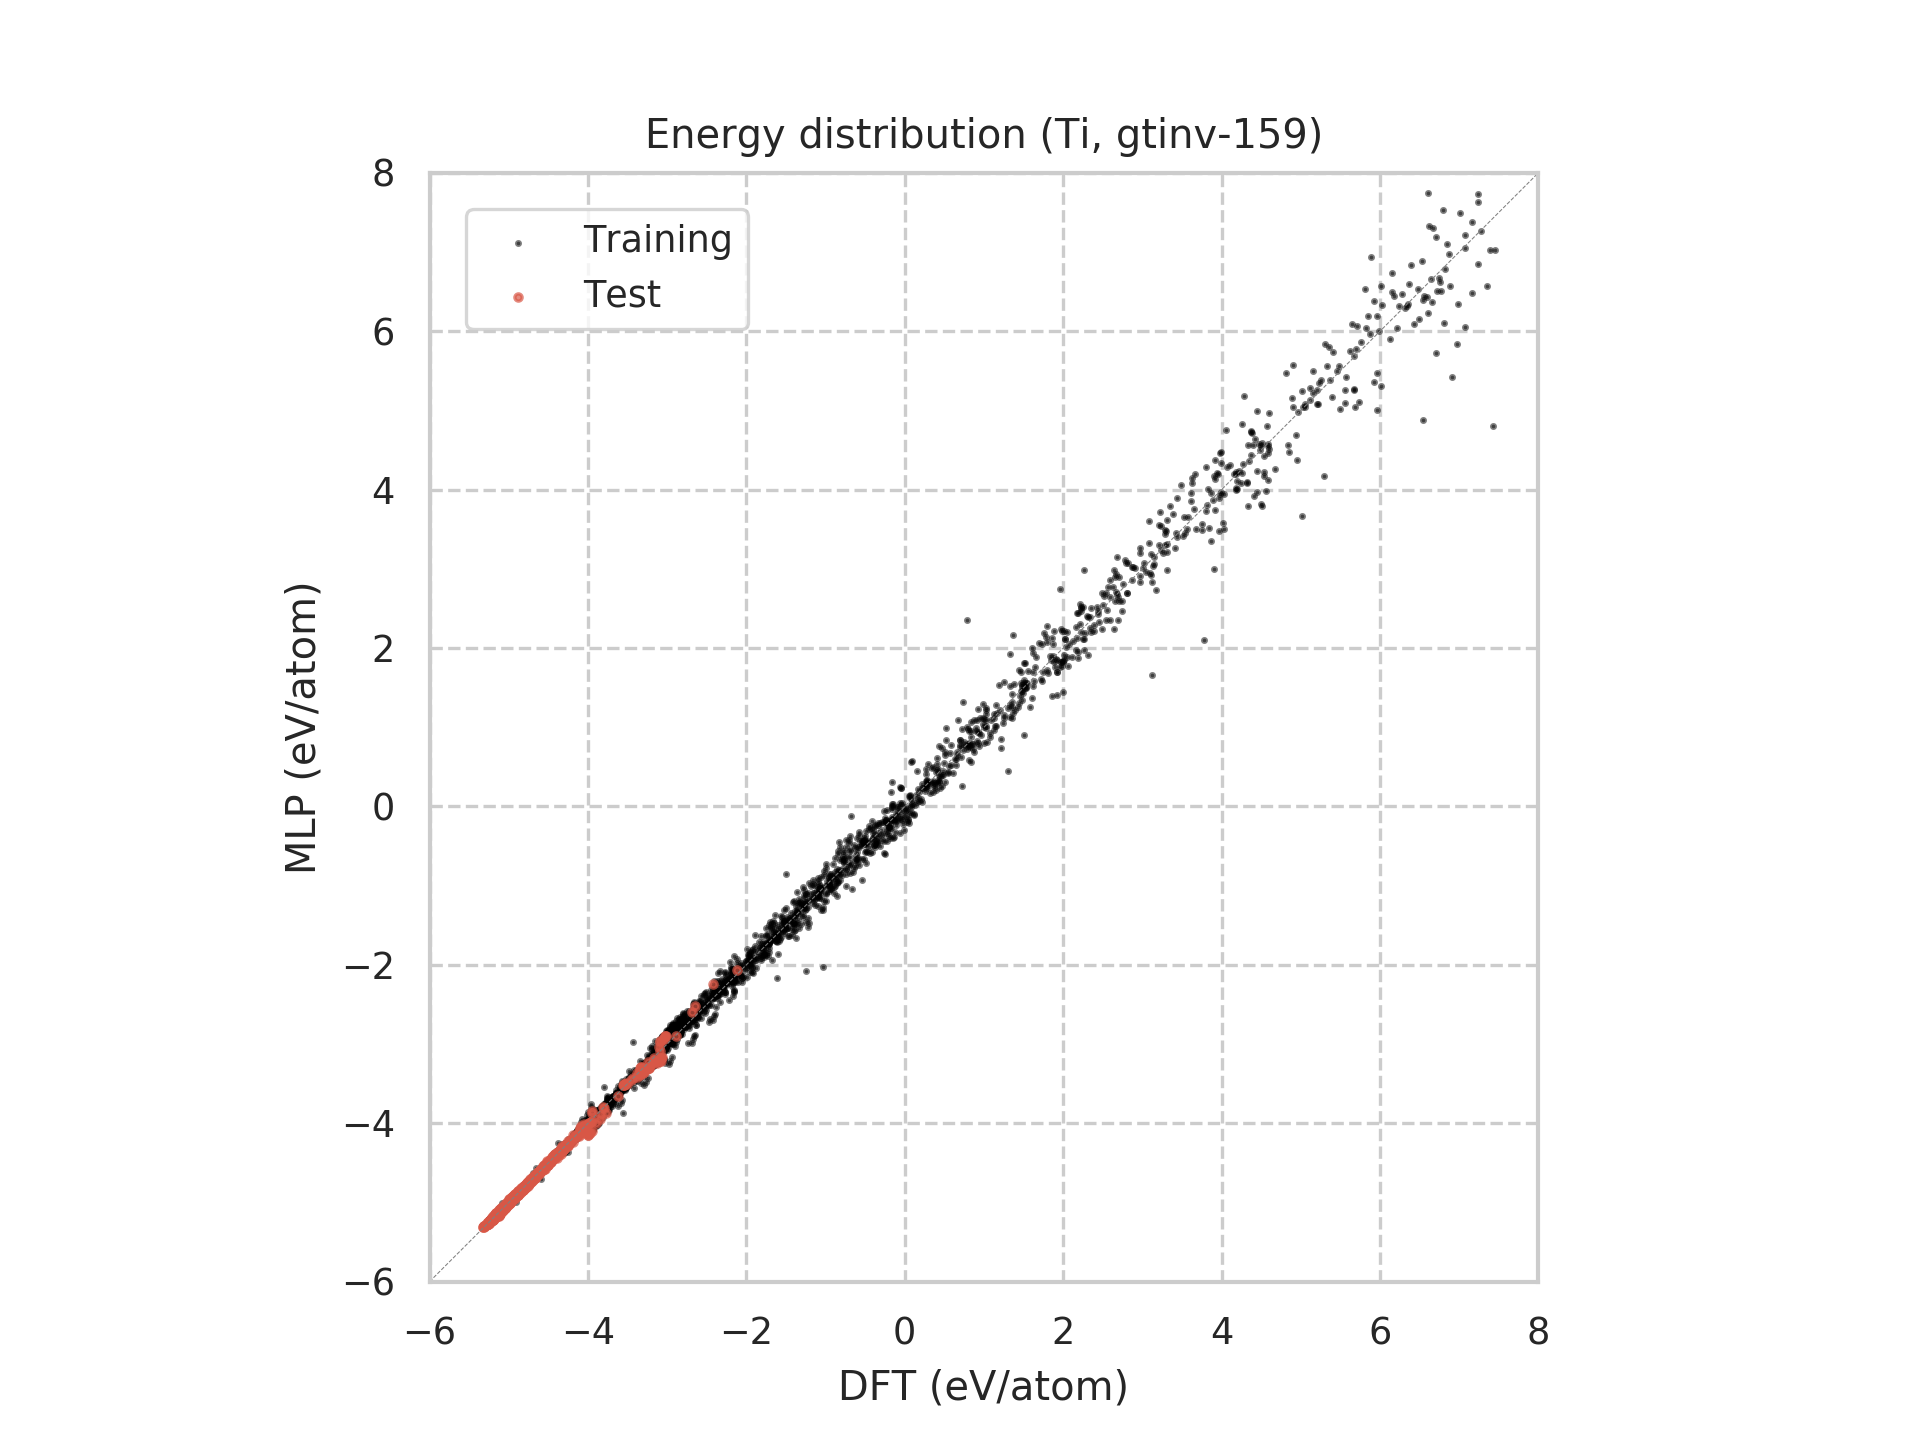 Energy distribution (Ti, gtinv-159)
Training
Test
8
6
4
2
0
−2
−4
−6
MLP (eV/atom)
−6 −4 −2 0 2 4 6 8
DFT (eV/atom)